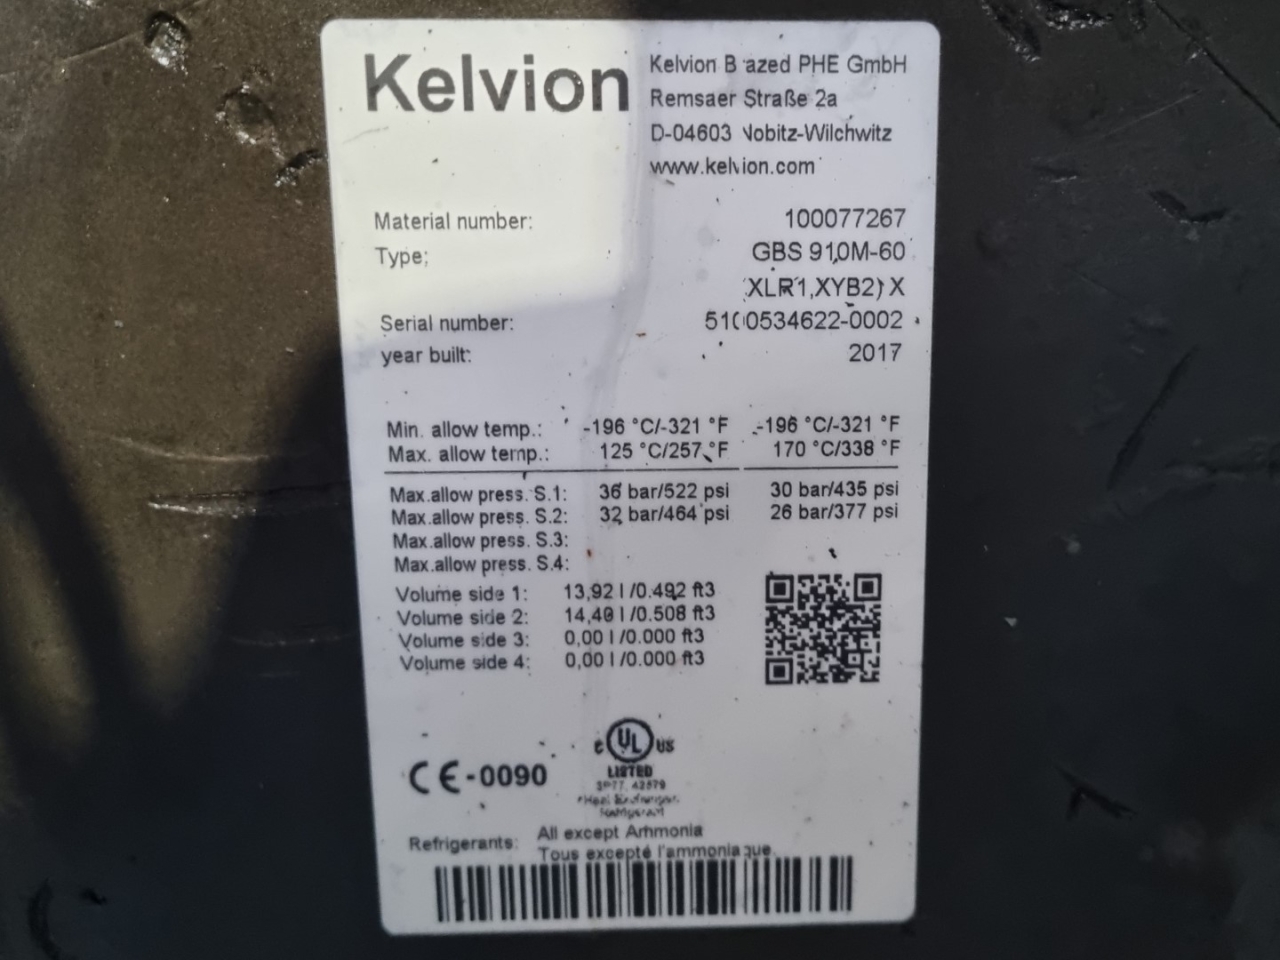 Kelvion
Kelvion Brazed PHE GmbH
Remsaer Straße 2a
D-04603 Nobitz-Wilchwitz
www.kelvion.com
Material number: 100077267
Type: GBS 910M-60
XLR1,XYB2) X
Serial number: 5100534622-0002
year built: 2017
Min. allow temp.: -196 °C/-321 °F -196 °C/-321 °F
Max. allow temp.: 125 °C/257 °F 170 °C/338 °F
Max.allow press. S.1: 36 bar/522 psi 30 bar/435 psi
Max.allow press. S.2: 32 bar/464 psi 26 bar/377 psi
Max.allow press. S.3:
Max.allow press. S.4:
Volume side 1: 13,92 l/0.492 ft3
Volume side 2: 14,40 l/0.508 ft3
Volume side 3: 0,00 l/0.000 ft3
Volume side 4: 0,00 l/0.000 ft3
CE-0090
c UL US
LISTED
Heat Exchanger,
Refrigerant
Refrigerants: All except Ammonia
Tous excepté l'ammoniaque.